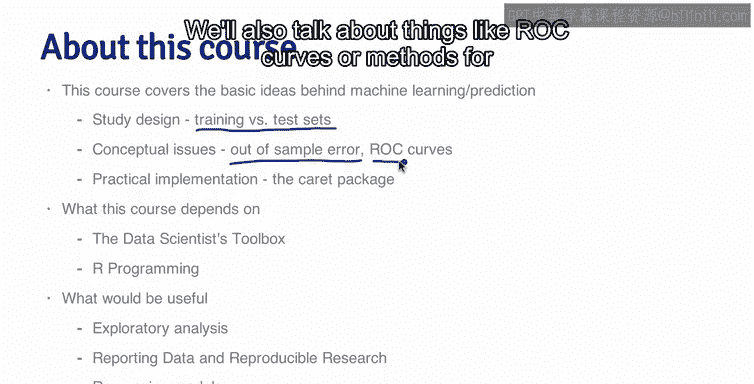 We'll also talk about things like ROC
curves or methods for
About this course
· This course covers the basic ideas behind machine learning/prediction
- Study design - training vs. test sets
- Conceptual issues - out of sample error, ROC curves
- Practical implementation - the caret package
· What this course depends on
- The Data Scientist's Toolbox
- R Programming
· What would be useful
- Exploratory analysis
- Reporting Data and Reproducible Research